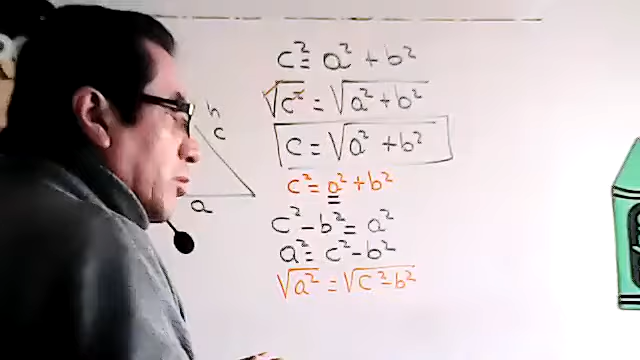 c² = a² + b²
√c² = √a² + b²
h
c
c = √a² + b²
c² = a² + b²
a
c² - b² = a²
a² = c² - b²
√a² = √c² - b²